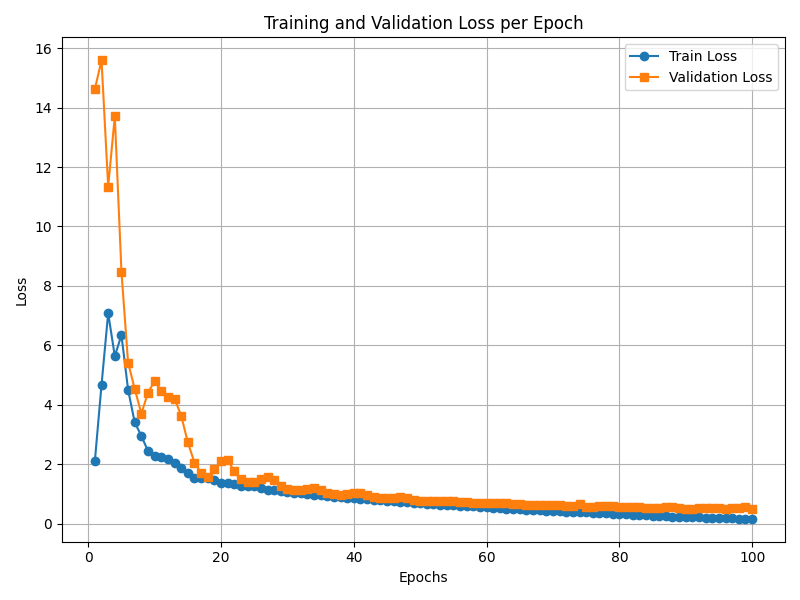 Training and Validation Loss per Epoch
Train Loss
Validation Loss
Loss
16
14
12
10
8
6
4
2
0
0 20 40 60 80 100
Epochs